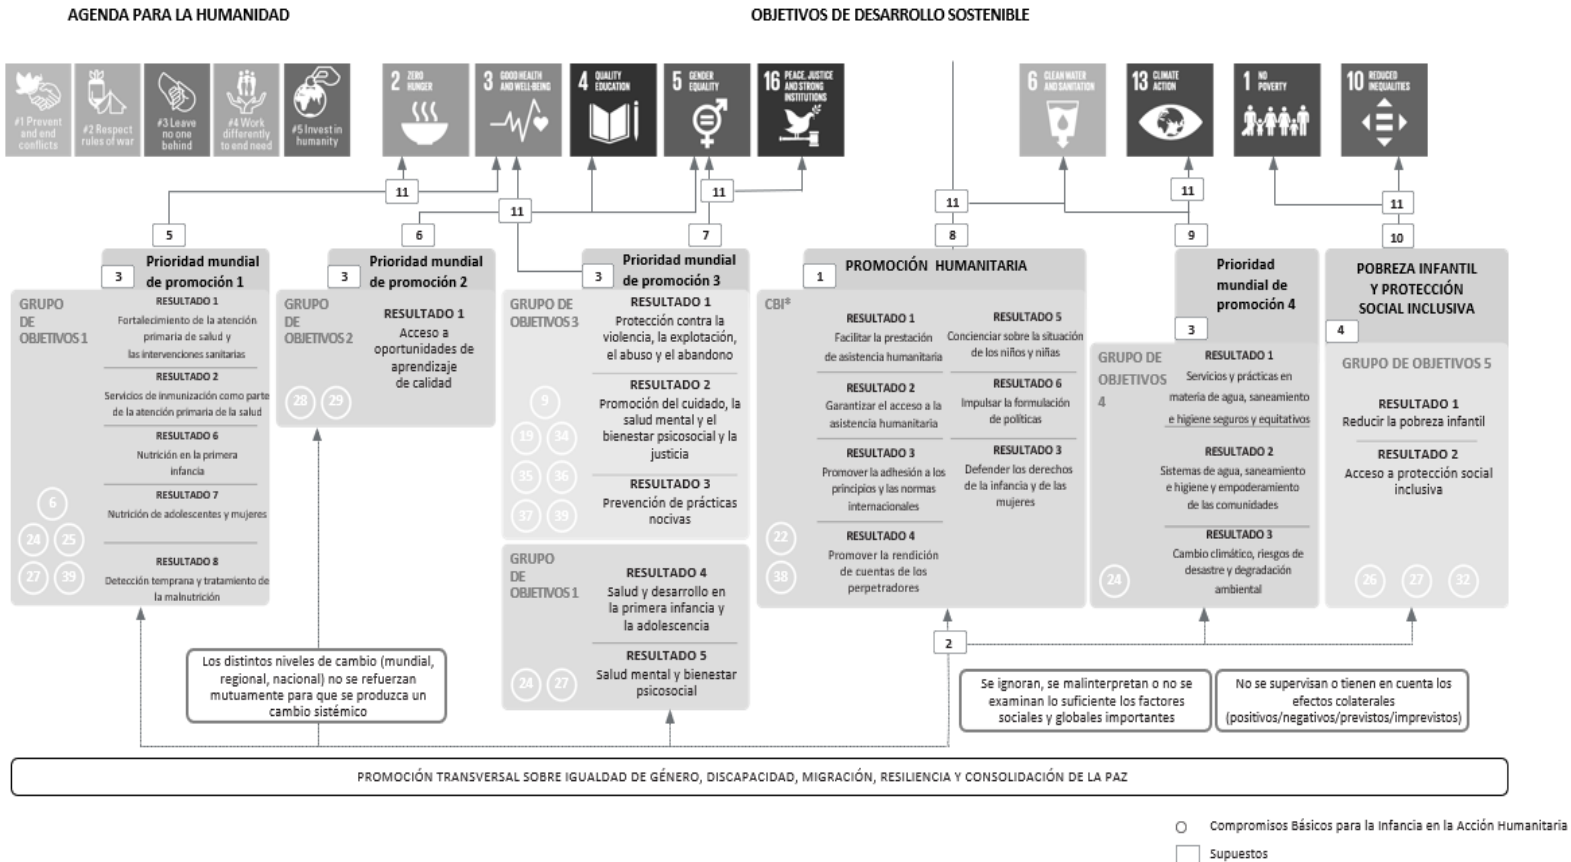 AGENDA PARA LA HUMANIDAD
OBJETIVOS DE DESARROLLO SOSTENIBLE
#1 Prevent
and end
conflicts
#2 Respect
rules of war
#3 Leave
no one
behind
#4 Work
differently
to end need
#5 Invest in
humanity
2 ZERO
HUNGER
3 GOOD HEALTH
AND WELL-BEING
4 QUALITY
EDUCATION
5 GENDER
EQUALITY
16 PEACE, JUSTICE
AND STRONG
INSTITUTIONS
6 CLEAN WATER
AND SANITATION
13 CLIMATE
ACTION
1 NO
POVERTY
10 REDUCED
INEQUALITIES
11
11
11
11
11
11
5
6
7
8
9
10
3
Prioridad mundial
de promoción 1
GRUPO
DE
OBJETIVOS 1
RESULTADO 1
Fortalecimiento de la atención
primaria de salud y
las intervenciones sanitarias
RESULTADO 2
Servicios de inmunización como parte
de la atención primaria de la salud
RESULTADO 6
Nutrición en la primera
infancia
RESULTADO 7
Nutrición de adolescentes y mujeres
RESULTADO 8
Detección temprana y tratamiento de
la malnutrición
6
24 25
27 39
3
Prioridad mundial
de promoción 2
GRUPO
DE
OBJETIVOS 2
RESULTADO 1
Acceso a
oportunidades de
aprendizaje
de calidad
28 29
3
Prioridad mundial
de promoción 3
GRUPO DE
OBJETIVOS 3
RESULTADO 1
Protección contra la
violencia, la explotación,
el abuso y el abandono
RESULTADO 2
Promoción del cuidado, la
salud mental y el
bienestar psicosocial y la
justicia
RESULTADO 3
Prevención de prácticas
nocivas
9
19 34
35 36
37 39
GRUPO
DE
OBJETIVOS 1
RESULTADO 4
Salud y desarrollo en
la primera infancia y
la adolescencia
RESULTADO 5
Salud mental y bienestar
psicosocial
24 27
1
PROMOCIÓN HUMANITARIA
CBI*
RESULTADO 1
Facilitar la prestación
de asistencia humanitaria
RESULTADO 2
Garantizar el acceso a la
asistencia humanitaria
RESULTADO 3
Promover la adhesión a los
principios y las normas
internacionales
RESULTADO 4
Promover la rendición
de cuentas de los
perpetradores
RESULTADO 5
Concienciar sobre la situación
de los niños y niñas
RESULTADO 6
Impulsar la formulación
de políticas
RESULTADO 3
Defender los derechos
de la infancia y de las
mujeres
22
38
Prioridad
mundial de
promoción 4
3
GRUPO DE
OBJETIVOS
4
RESULTADO 1
Servicios y prácticas en
materia de agua, saneamiento
e higiene seguros y equitativos
RESULTADO 2
Sistemas de agua, saneamiento
e higiene y empoderamiento
de las comunidades
RESULTADO 3
Cambio climático, riesgos de
desastre y degradación
ambiental
24
POBREZA INFANTIL
Y PROTECCIÓN
SOCIAL INCLUSIVA
4
GRUPO DE OBJETIVOS 5
RESULTADO 1
Reducir la pobreza infantil
RESULTADO 2
Acceso a protección social
inclusiva
26 27 32
2
Los distintos niveles de cambio (mundial,
regional, nacional) no se refuerzan
mutuamente para que se produzca un
cambio sistémico
Se ignoran, se malinterpretan o no se
examinan lo suficiente los factores
sociales y globales importantes
No se supervisan o tienen en cuenta los
efectos colaterales
(positivos/negativos/previstos/imprevistos)
PROMOCIÓN TRANSVERSAL SOBRE IGUALDAD DE GÉNERO, DISCAPACIDAD, MIGRACIÓN, RESILIENCIA Y CONSOLIDACIÓN DE LA PAZ
Compromisos Básicos para la Infancia en la Acción Humanitaria
Supuestos